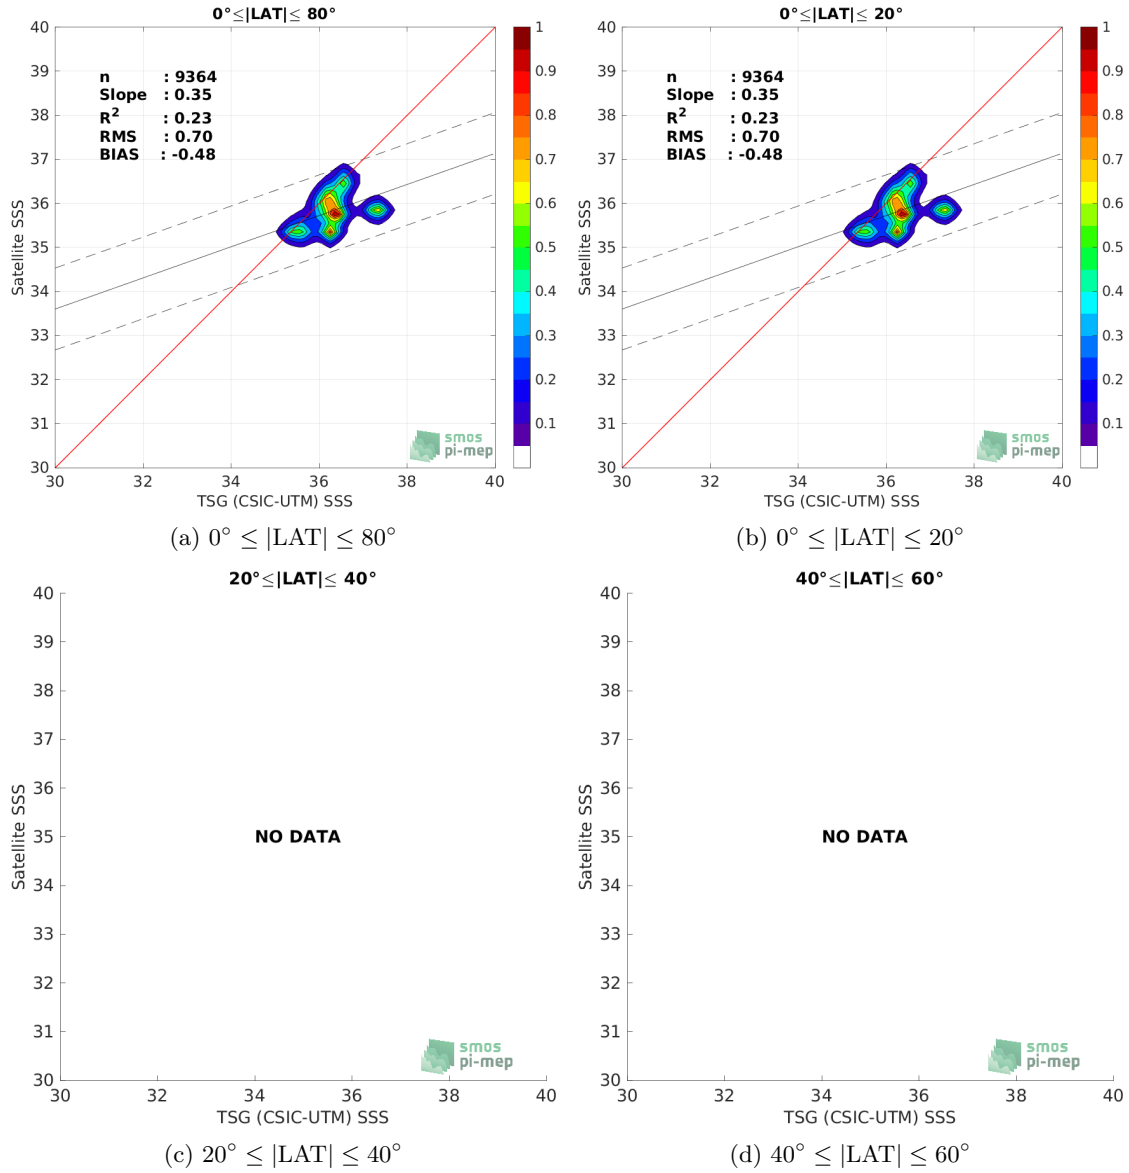 0°≤|LAT|≤ 80°
40
39
38
37
36
35
34
33
32
31
30
Satellite SSS
n : 9364
Slope : 0.35
R² : 0.23
RMS : 0.70
BIAS : -0.48
smos
pi-mep
30 32 34 36 38 40
TSG (CSIC-UTM) SSS
1
0.9
0.8
0.7
0.6
0.5
0.4
0.3
0.2
0.1
(a) 0° ≤ |LAT| ≤ 80°
0°≤|LAT|≤ 20°
40
39
38
37
36
35
34
33
32
31
30
Satellite SSS
n : 9364
Slope : 0.35
R² : 0.23
RMS : 0.70
BIAS : -0.48
smos
pi-mep
30 32 34 36 38 40
TSG (CSIC-UTM) SSS
1
0.9
0.8
0.7
0.6
0.5
0.4
0.3
0.2
0.1
(b) 0° ≤ |LAT| ≤ 20°
20°≤|LAT|≤ 40°
40
39
38
37
36
35
34
33
32
31
30
Satellite SSS
NO DATA
smos
pi-mep
30 32 34 36 38 40
TSG (CSIC-UTM) SSS
(c) 20° ≤ |LAT| ≤ 40°
40°≤|LAT|≤ 60°
40
39
38
37
36
35
34
33
32
31
30
Satellite SSS
NO DATA
smos
pi-mep
30 32 34 36 38 40
TSG (CSIC-UTM) SSS
(d) 40° ≤ |LAT| ≤ 60°